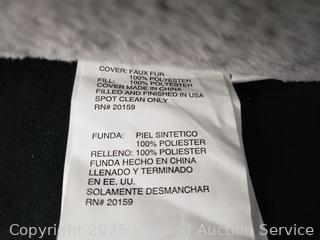 COVER: FAUX FUR
100% POLYESTER
FILL: 100% POLYESTER
COVER MADE IN CHINA
FILLED AND FINISHED IN USA
SPOT CLEAN ONLY
RN# 20159
FUNDA: PIEL SINTETICO
100% POLIESTER
RELLENO: 100% POLIESTER
FUNDA HECHO EN CHINA
LLENADO Y TERMINADO
EN EE. UU.
SOLAMENTE DESMANCHAR
RN# 20159
Copyright 2025 Grand Auction Service